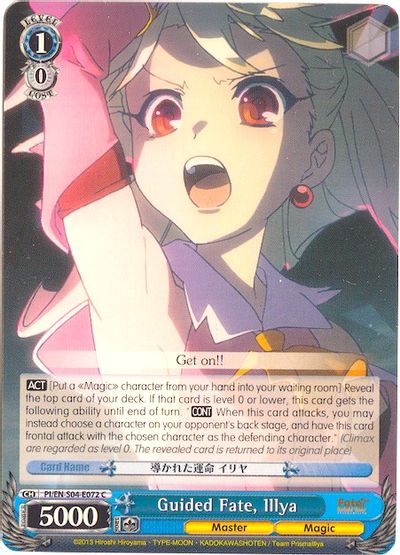 LEVEL
1
0
COST
Get on!!
ACT [Put a «Magic» character from your hand into your waiting room] Reveal
the top card of your deck. If that card is level 0 or lower, this card gets the
following ability until end of turn. "CONT When this card attacks, you may
instead choose a character on your opponent's back stage, and have this card
frontal attack with the chosen character as the defending character." (Climax
are regarded as level 0. The revealed card is returned to its original place)
Card Name 導かれた運命 イリヤ
CH PI/EN-S04-E072 C
POWER 5000 Guided Fate, Illya
Master Magic
©2013 Hiroshi Hiroyama · TYPE-MOON · KADOKAWASHOTEN / Team PrismaIllya